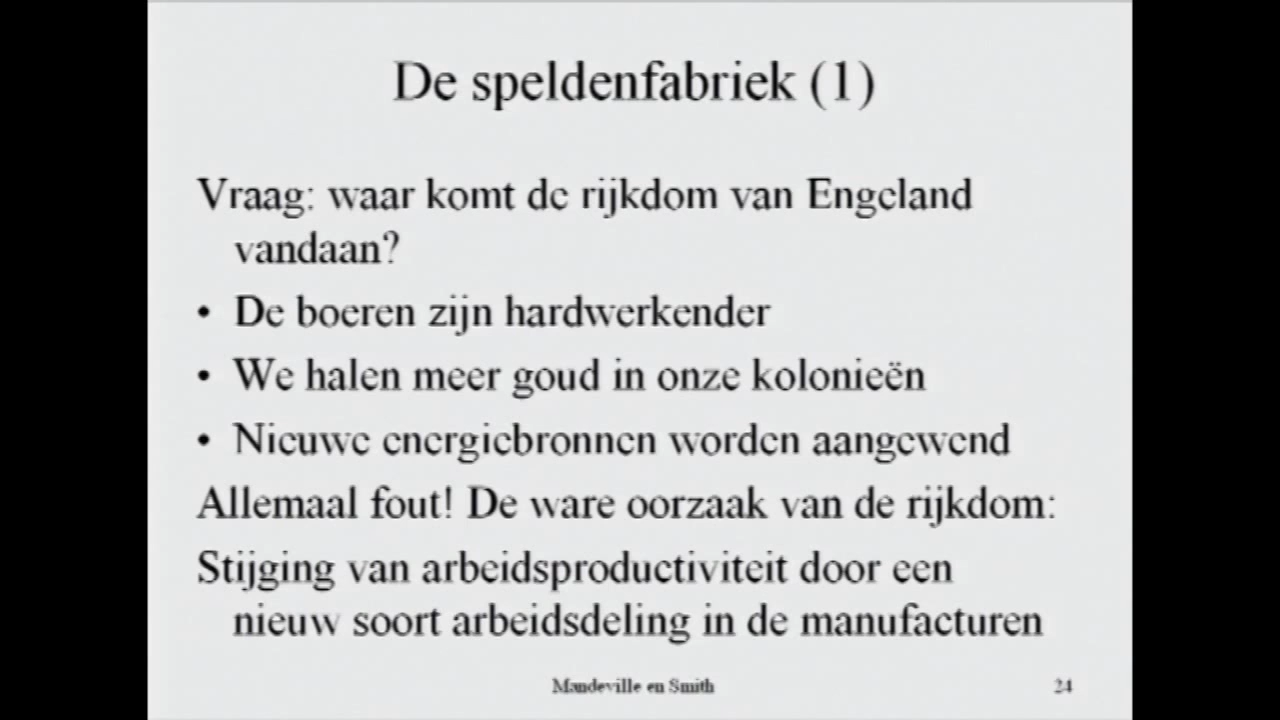 De speldenfabriek (1)
Vraag: waar komt de rijkdom van Engeland
vandaan?
• De boeren zijn hardwerkender
• We halen meer goud in onze kolonieën
• Nieuwe energiebronnen worden aangewend
Allemaal fout! De ware oorzaak van de rijkdom:
Stijging van arbeidsproductiviteit door een
nieuw soort arbeidsdeling in de manufacturen
Mandeville en Smith
24